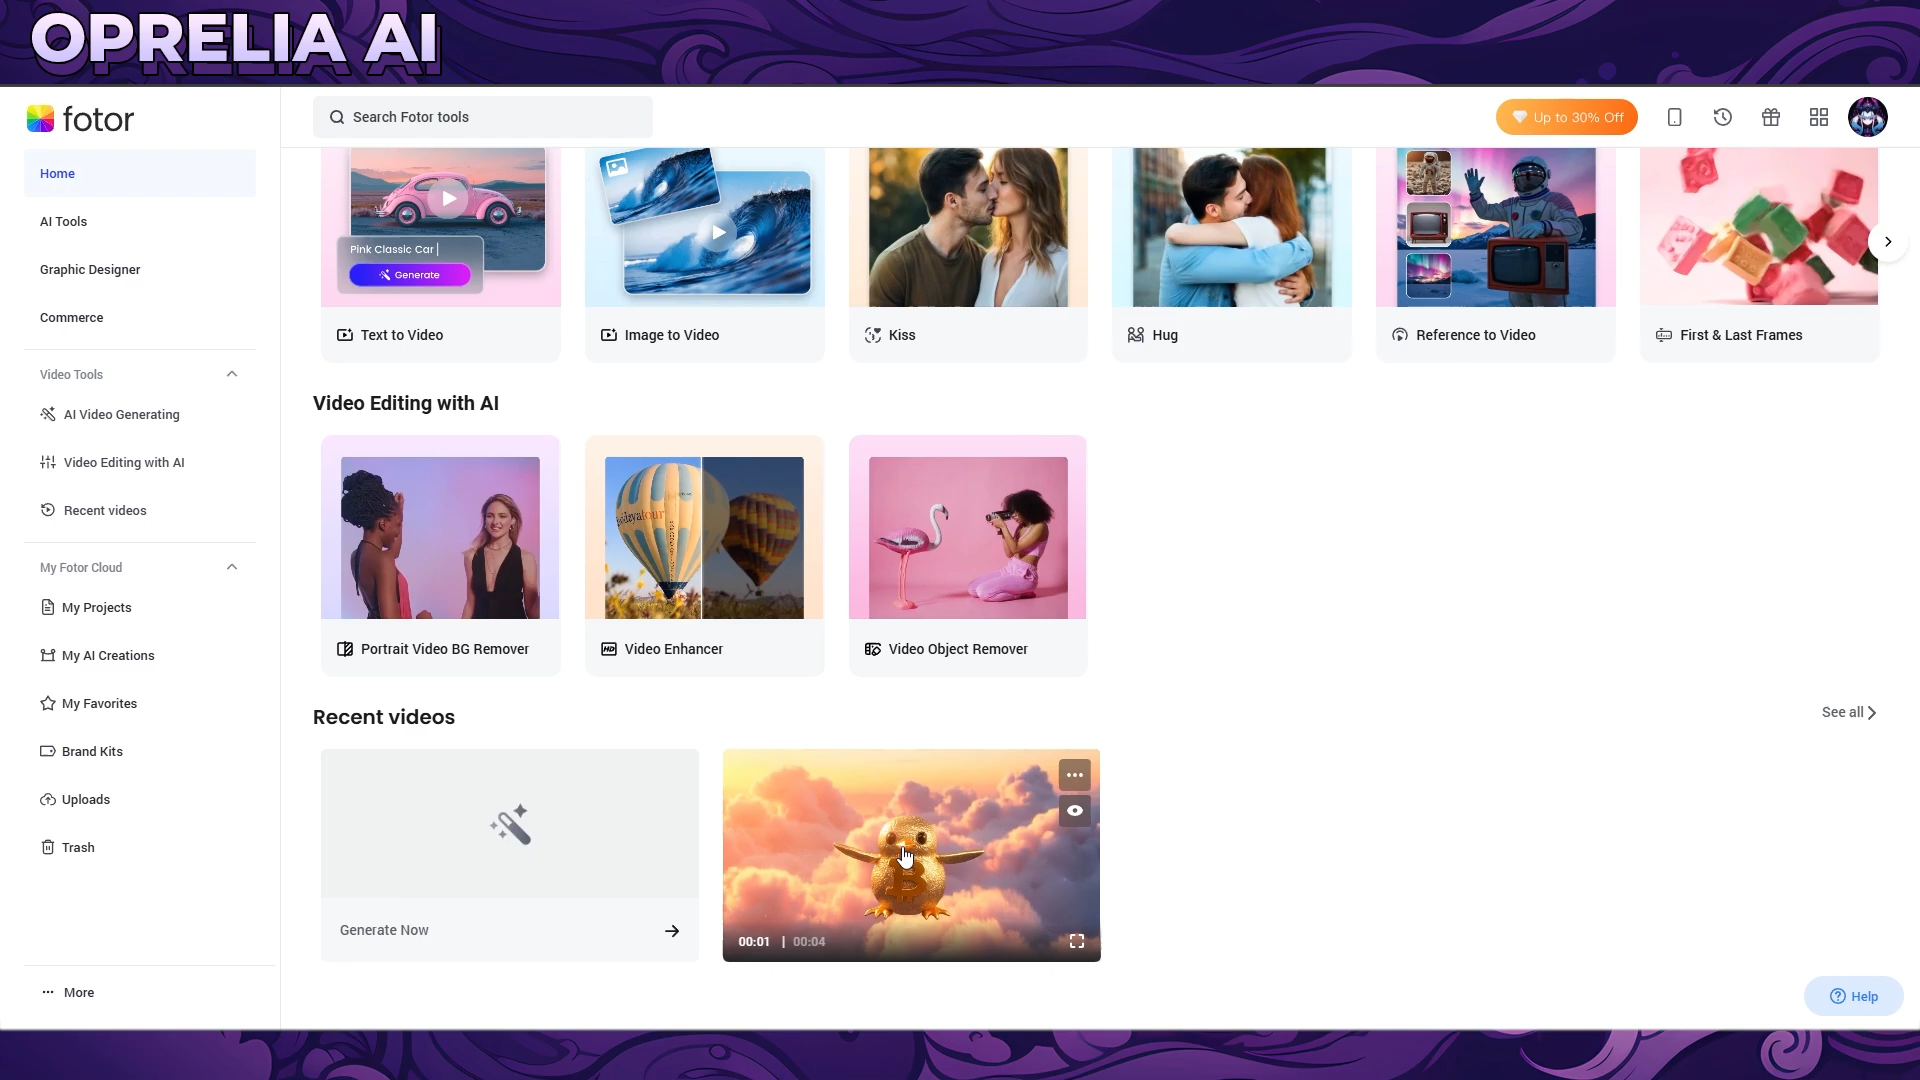 OPRELIA AI
fotor
Search Fotor tools
Up to 30% Off
Home
AI Tools
Graphic Designer
Commerce
Video Tools
AI Video Generating
Video Editing with AI
Recent videos
My Fotor Cloud
My Projects
My AI Creations
My Favorites
Brand Kits
Uploads
Trash
More
Pink Classic Car
Generate
Text to Video
Image to Video
Kiss
Hug
Reference to Video
First & Last Frames
Video Editing with AI
HD
Portrait Video BG Remover
Video Enhancer
Video Object Remover
Recent videos
See all
Generate Now
B
00:01 | 00:04
Help